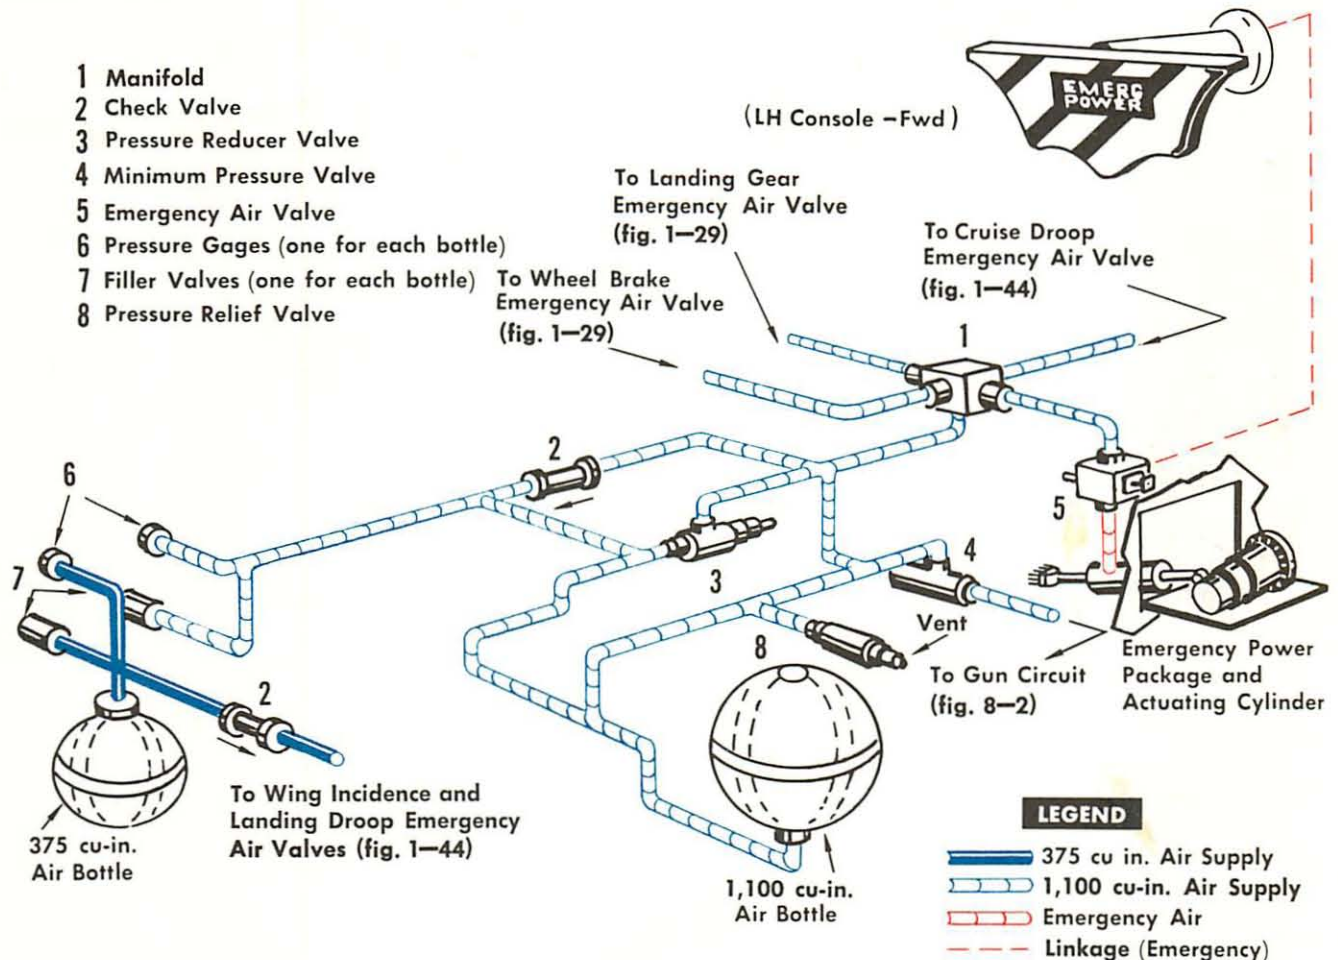 1 Manifold
2 Check Valve
3 Pressure Reducer Valve
4 Minimum Pressure Valve
5 Emergency Air Valve
6 Pressure Gages (one for each bottle)
7 Filler Valves (one for each bottle)
8 Pressure Relief Valve
EMERG
POWER
(LH Console –Fwd)
To Landing Gear
Emergency Air Valve
(fig. 1–29)
To Cruise Droop
Emergency Air Valve
(fig. 1–44)
To Wheel Brake
Emergency Air Valve
(fig. 1–29)
1
2
6
5
4
3
7
Vent
8
2
To Gun Circuit
(fig. 8–2)
Emergency Power
Package and
Actuating Cylinder
To Wing Incidence and
Landing Droop Emergency
Air Valves (fig. 1–44)
375 cu-in.
Air Bottle
1,100 cu-in.
Air Bottle
LEGEND
375 cu in. Air Supply
1,100 cu-in. Air Supply
Emergency Air
Linkage (Emergency)